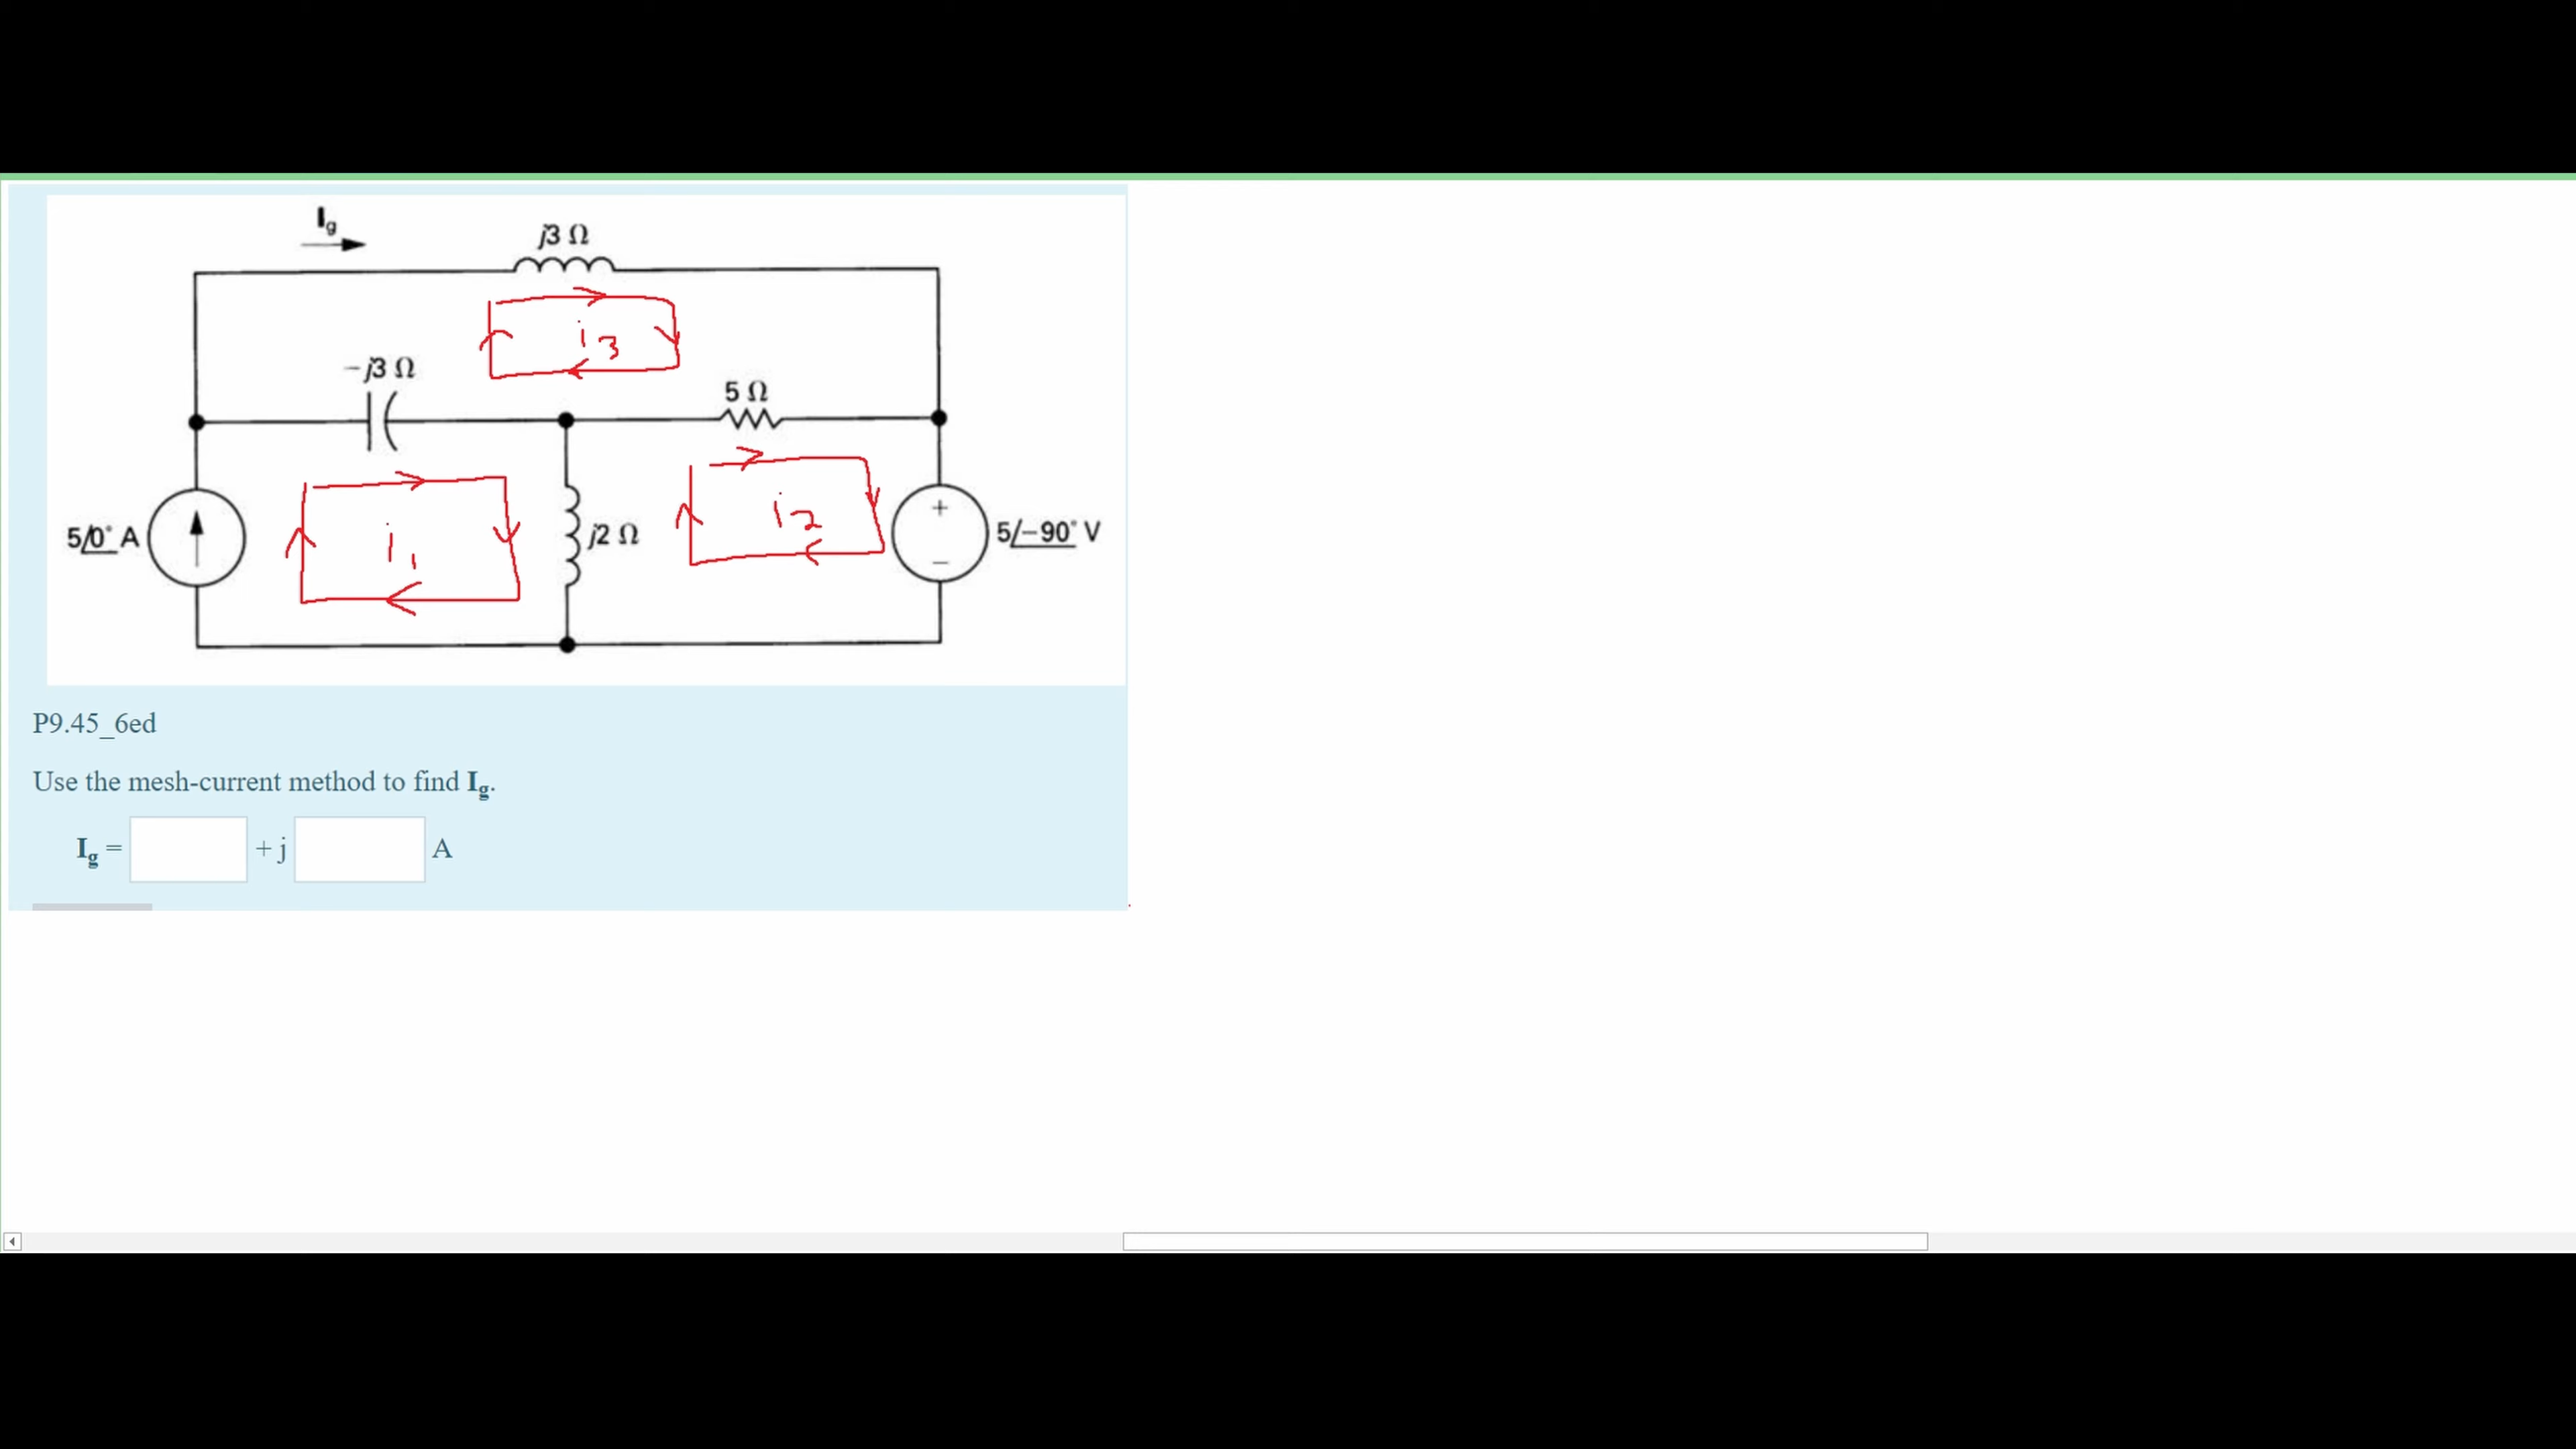 Ig
j3 Ω
i3
-j3 Ω
5 Ω
5/0° A
i1
j2 Ω
i2
+
−
5/−90° V
P9.45_6ed
Use the mesh-current method to find Ig.
Ig = + j A